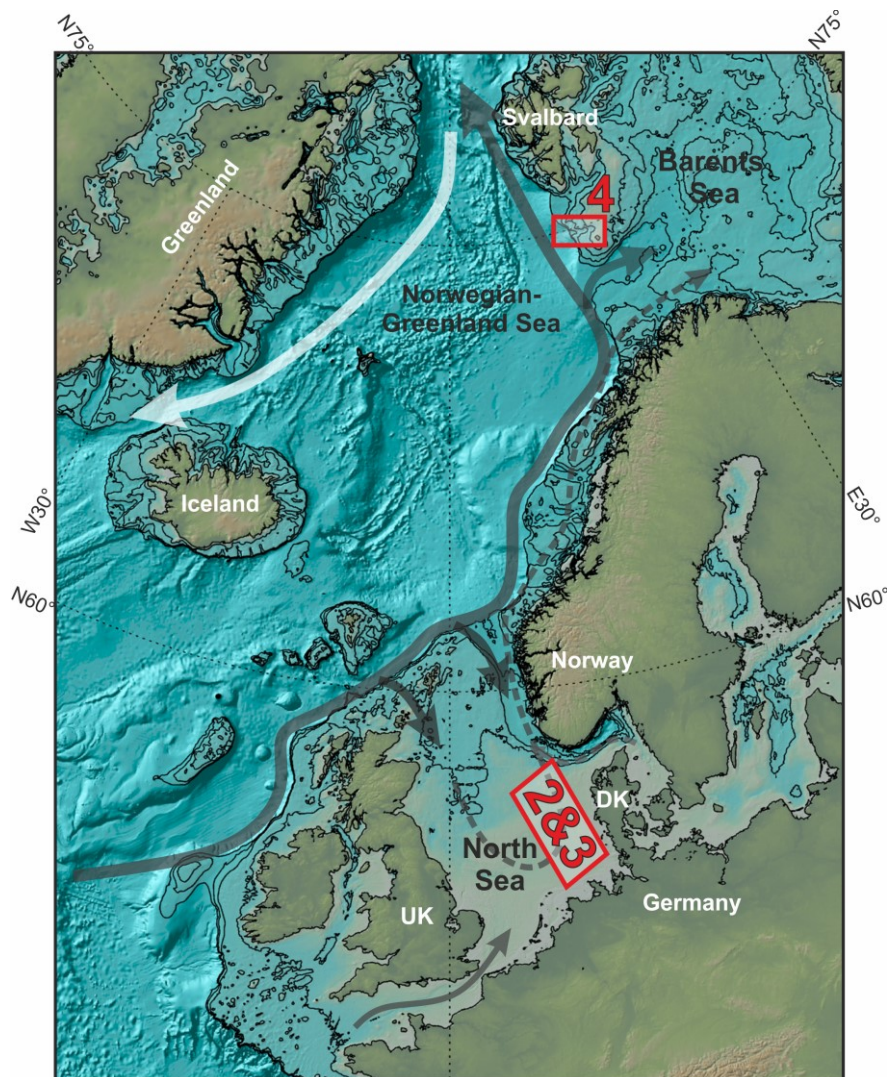 N75°
N75°
Svalbard
Barents
Sea
4
Greenland
Norwegian-
Greenland Sea
Iceland
W30°
E30°
N60°
N60°
Norway
DK
2&3
North
Sea
UK
Germany